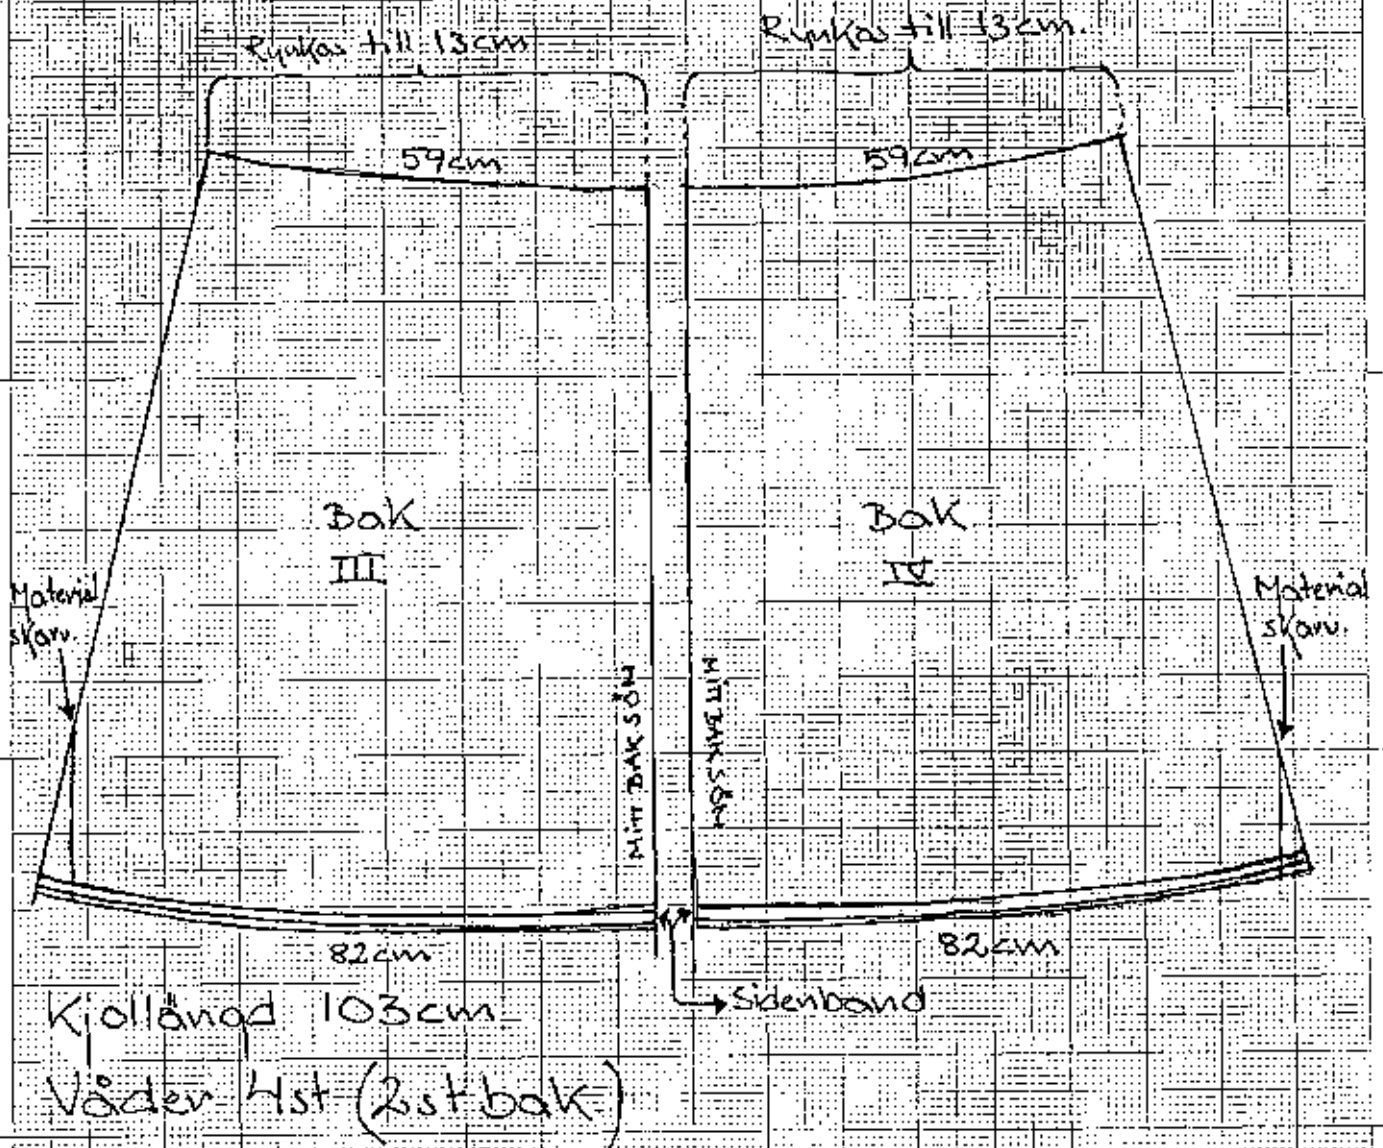 Rynkas till 13cm
Rynkas till 13cm.
59cm
59cm
Bak
III
Bak
IV
Material
skarv.
Material
skarv.
MITT BAK SÖM
MITT BAK SÖM
82cm
82cm
Sidenband
Kjollängd 103cm
Våder 4st (2st bak)